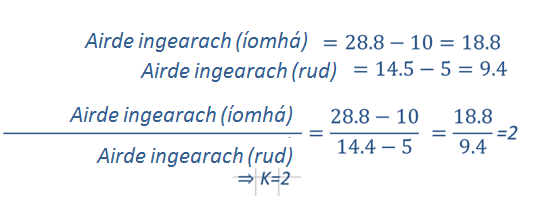 Airde ingearach (íomhá) = 28.8 − 10 = 18.8
Airde ingearach (rud) = 14.5 − 5 = 9.4
Airde ingearach (íomhá) / Airde ingearach (rud) = 28.8 − 10 / 14.4 − 5 = 18.8 / 9.4 =2
⇒ K=2